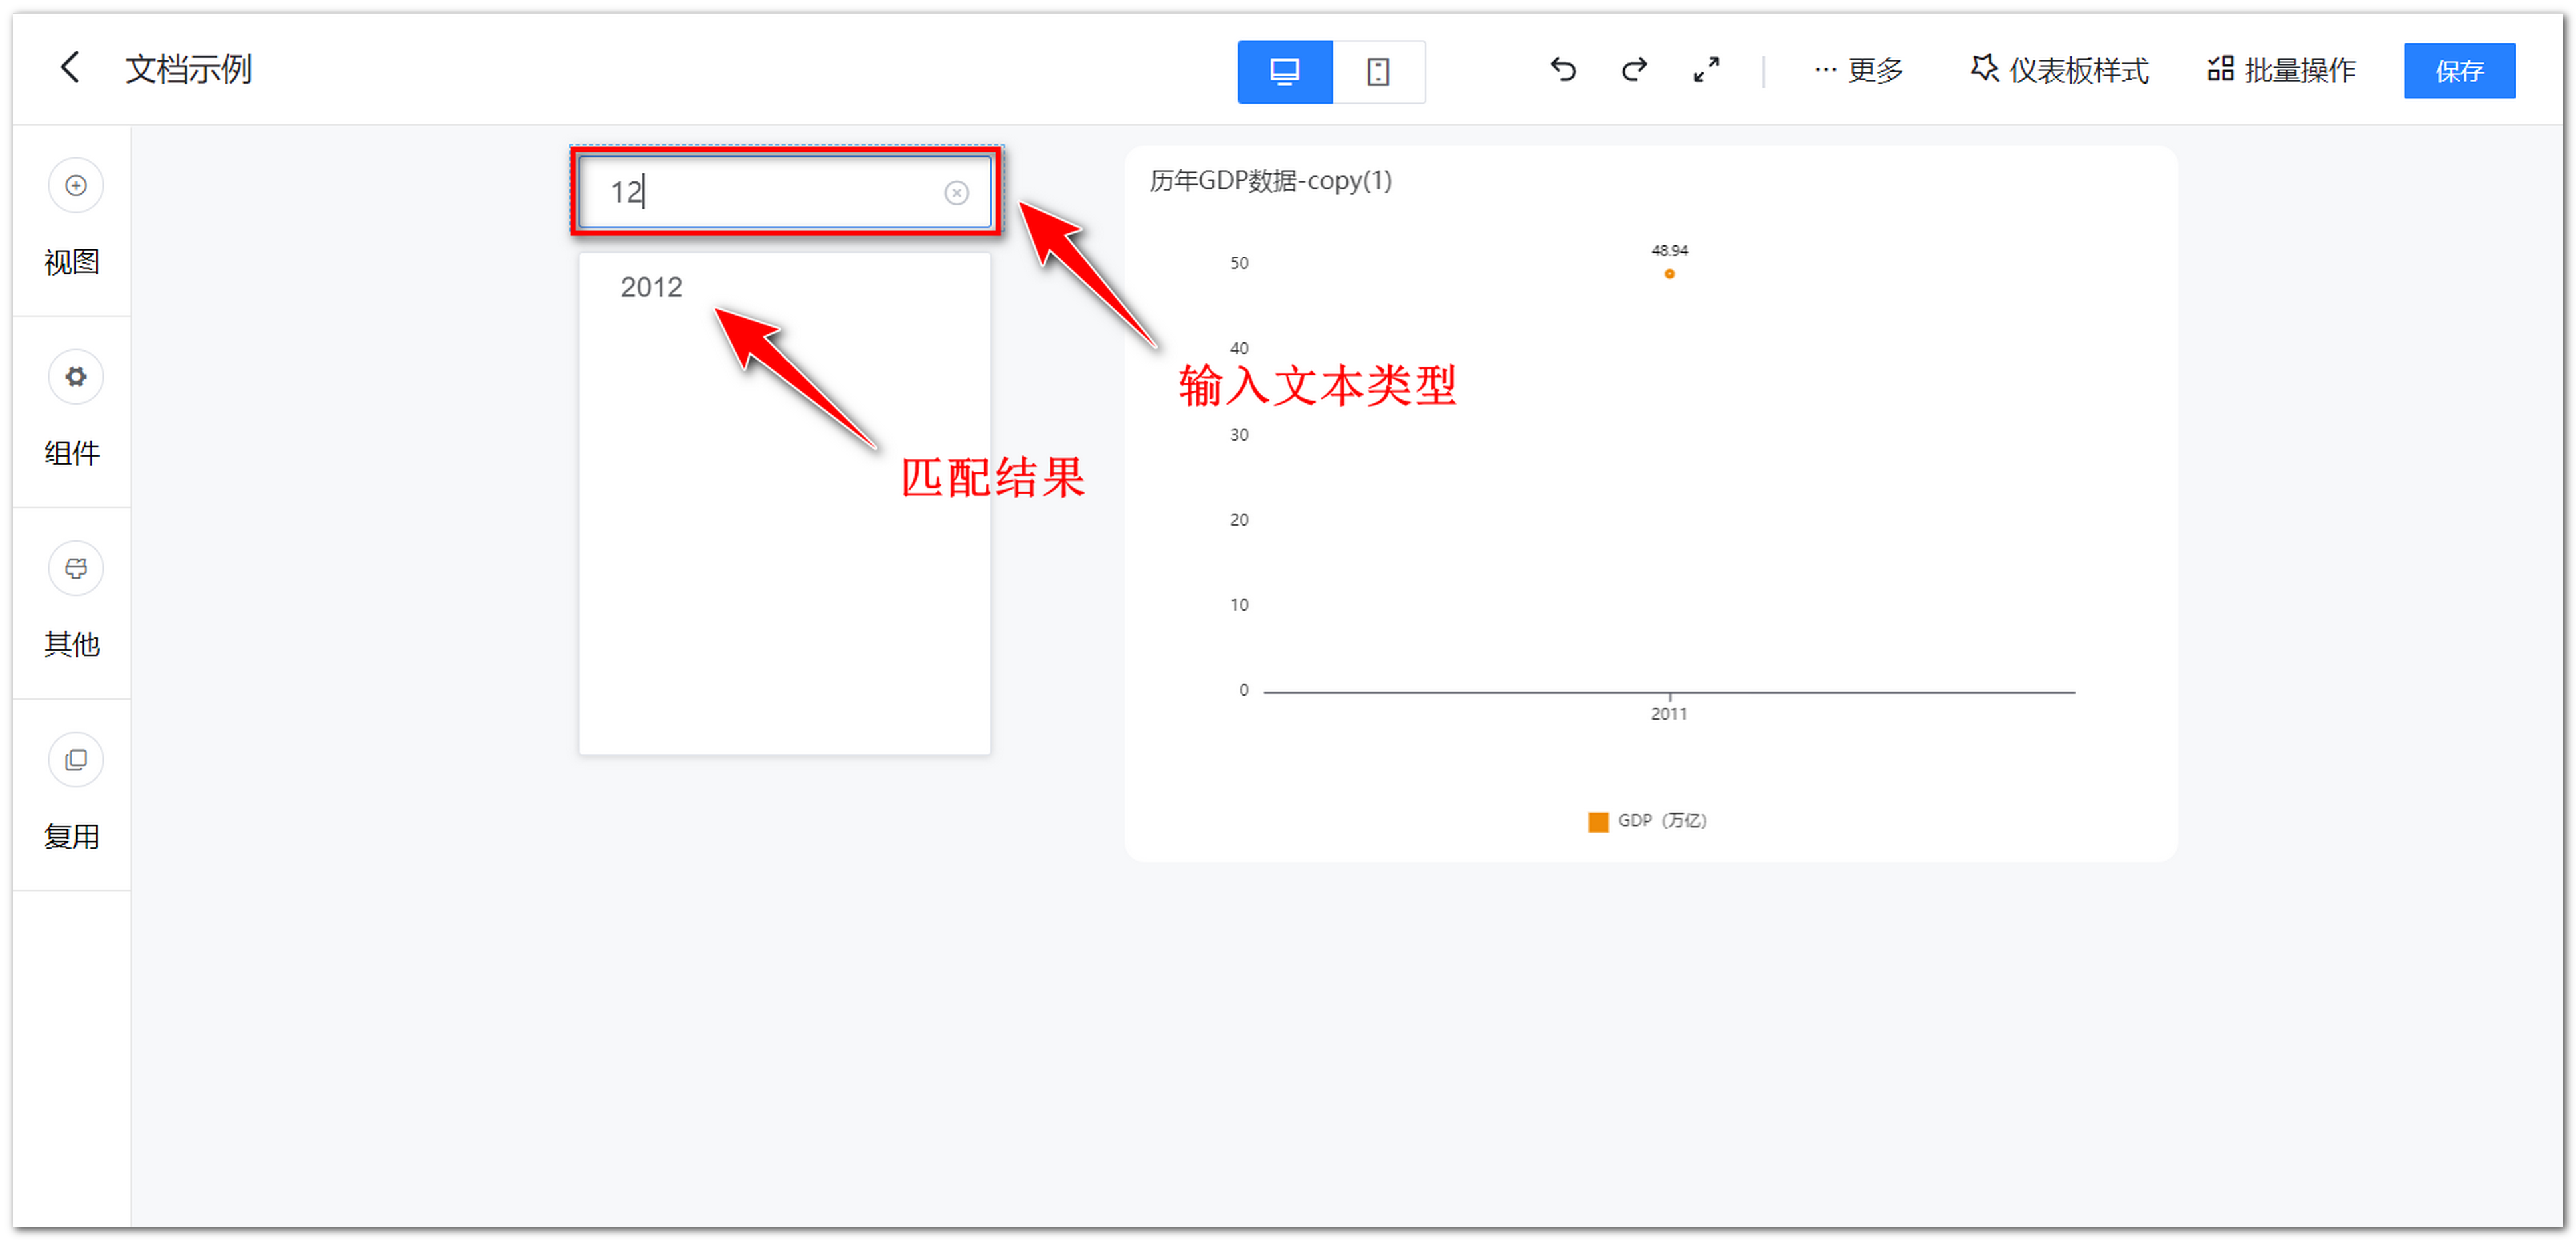 文档示例
··· 更多
仪表板样式
批量操作
保存
视图
组件
其他
复用
12
2012
输入文本类型
匹配结果
历年GDP数据-copy(1)
48.94
50
40
30
20
10
0
2011
GDP（万亿）